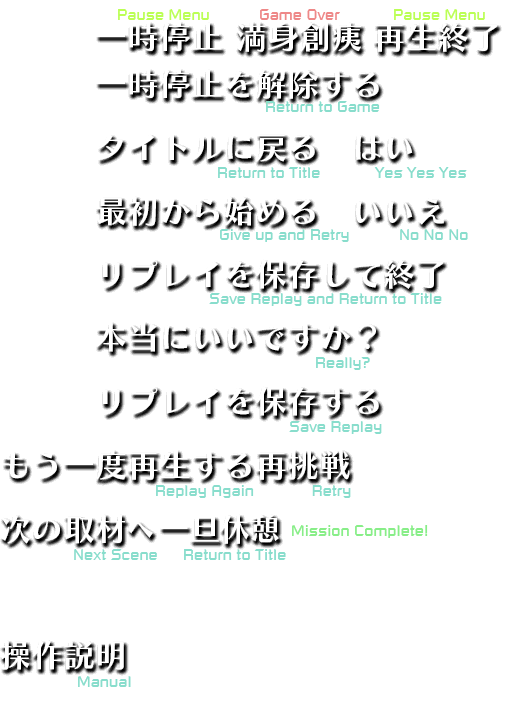 Pause Menu Game Over Pause Menu
一時停止 満身創痍 再生終了
一時停止を解除する
Return to Game
タイトルに戻る はい
Return to Title Yes Yes Yes
最初から始める いいえ
Give up and Retry No No No
リプレイを保存して終了
Save Replay and Return to Title
本当にいいですか？
Really?
リプレイを保存する
Save Replay
もう一度再生する再挑戦
Replay Again Retry
次の取材へ一旦休憩 Mission Complete!
Next Scene Return to Title
操作説明
Manual